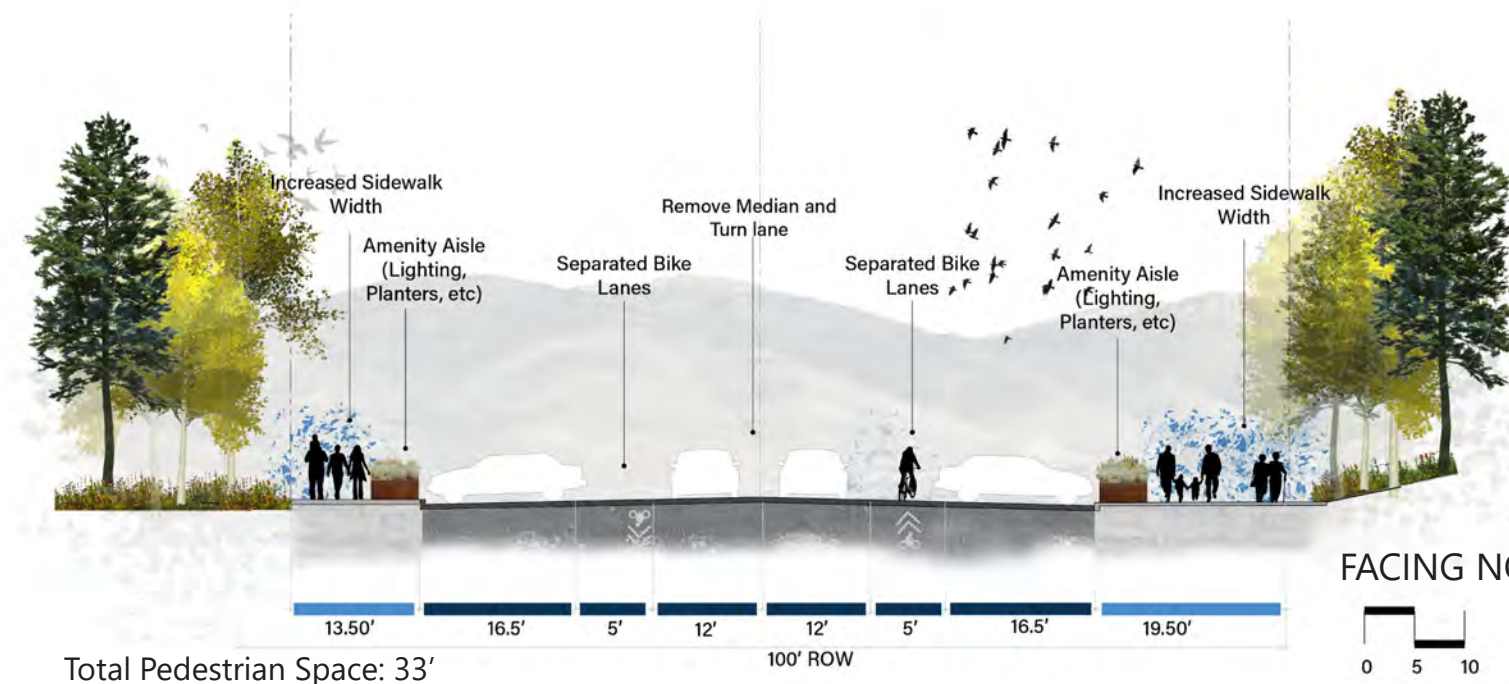 Increased Sidewalk
Width
Amenity Aisle
(Lighting,
Planters, etc)
Separated Bike
Lanes
Remove Median and
Turn lane
Separated Bike
Lanes
Amenity Aisle
(Lighting,
Planters, etc)
Increased Sidewalk
Width
FACING NO
13.50' 16.5' 5' 12' 12' 5' 16.5' 19.50'
100' ROW
Total Pedestrian Space: 33'
0 5 10